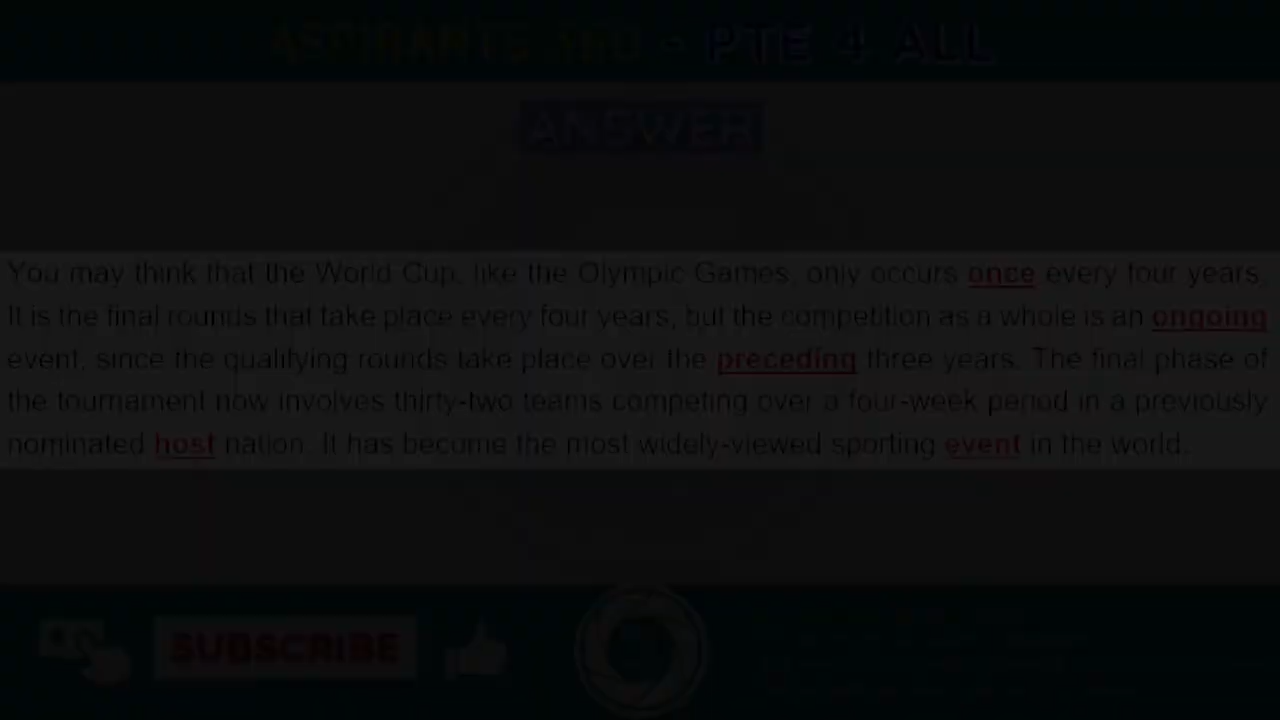 PTE 4 ALL
ANSWER
You may think that the World Cup, like the Olympic Games, only occurs once every four years.
It is the final rounds that take place every four years, but the competition as a whole is an ongoing
event, since the qualifying rounds take place over the preceding three years. The final phase of
the tournament now involves thirty-two teams competing over a four-week period in a previously
nominated host nation. It has become the most widely-viewed sporting event in the world.
SUBSCRIBE